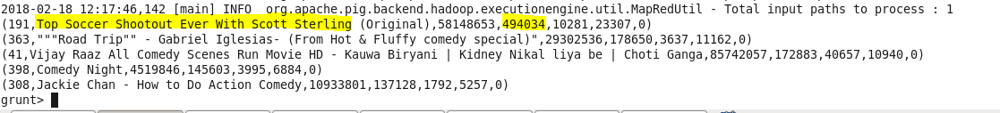 2018-02-18 12:17:46,142 [main] INFO  org.apache.pig.backend.hadoop.executionengine.util.MapRedUtil - Total input paths to process : 1
(191,Top Soccer Shootout Ever With Scott Sterling (Original),58148653,494034,10281,23307,0)
(363,"""Road Trip"" - Gabriel Iglesias- (From Hot & Fluffy comedy special)",29302536,178650,3637,11162,0)
(41,Vijay Raaz All Comedy Scenes Run Movie HD - Kauwa Biryani | Kidney Nikal liya be | Choti Ganga,85742057,172883,40657,10940,0)
(398,Comedy Night,4519846,145603,3995,6884,0)
(308,Jackie Chan - How to Do Action Comedy,10933801,137128,1792,5257,0)
grunt>